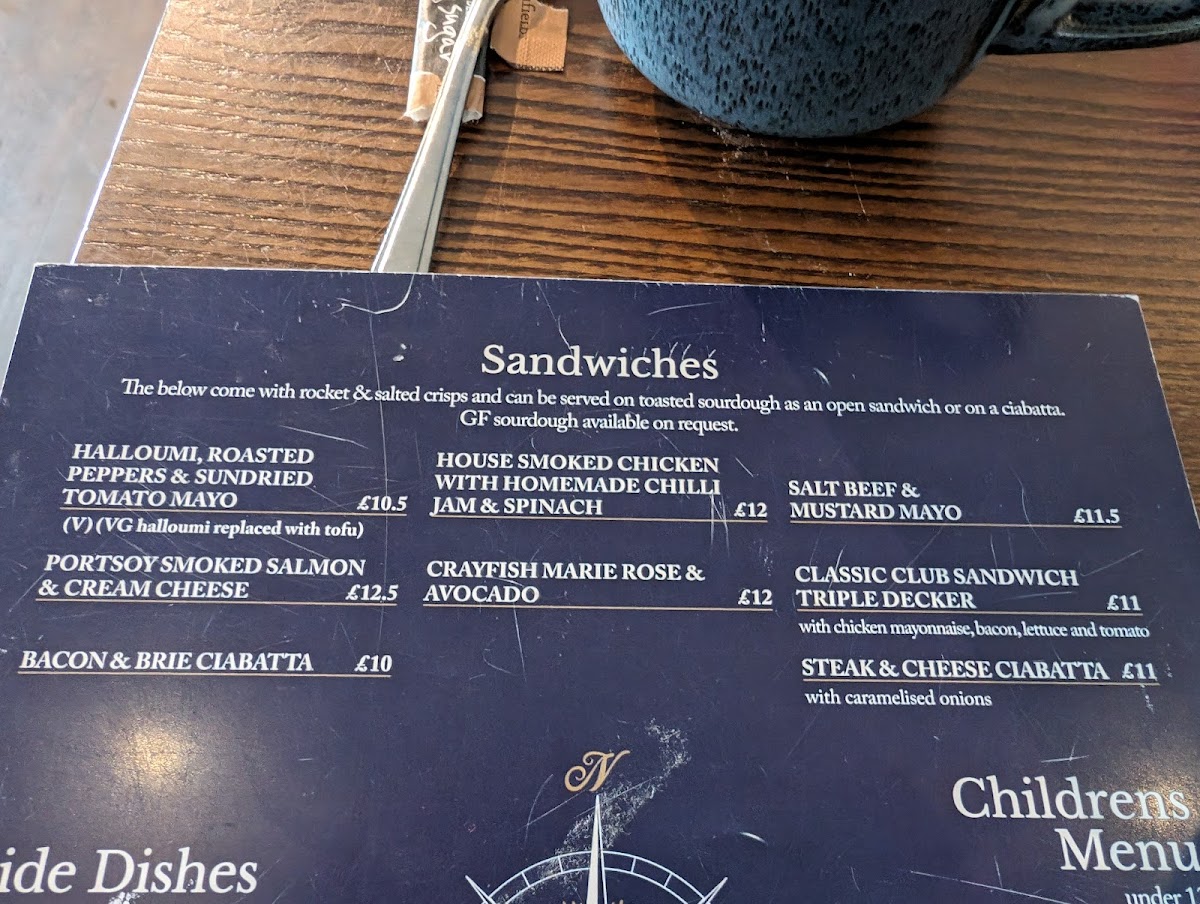 sugar
Sandwiches
The below come with rocket & salted crisps and can be served on toasted sourdough as an open sandwich or on a ciabatta.
GF sourdough available on request.
HALLOUMI, ROASTED
PEPPERS & SUNDRIED
TOMATO MAYO £10.5
(V) (VG halloumi replaced with tofu)
PORTSOY SMOKED SALMON
& CREAM CHEESE £12.5
BACON & BRIE CIABATTA £10
HOUSE SMOKED CHICKEN
WITH HOMEMADE CHILLI
JAM & SPINACH £12
CRAYFISH MARIE ROSE &
AVOCADO £12
SALT BEEF &
MUSTARD MAYO £11.5
CLASSIC CLUB SANDWICH
TRIPLE DECKER £11
with chicken mayonnaise, bacon, lettuce and tomato
STEAK & CHEESE CIABATTA £11
with caramelised onions
N
ide Dishes
Childrens
Menu
under